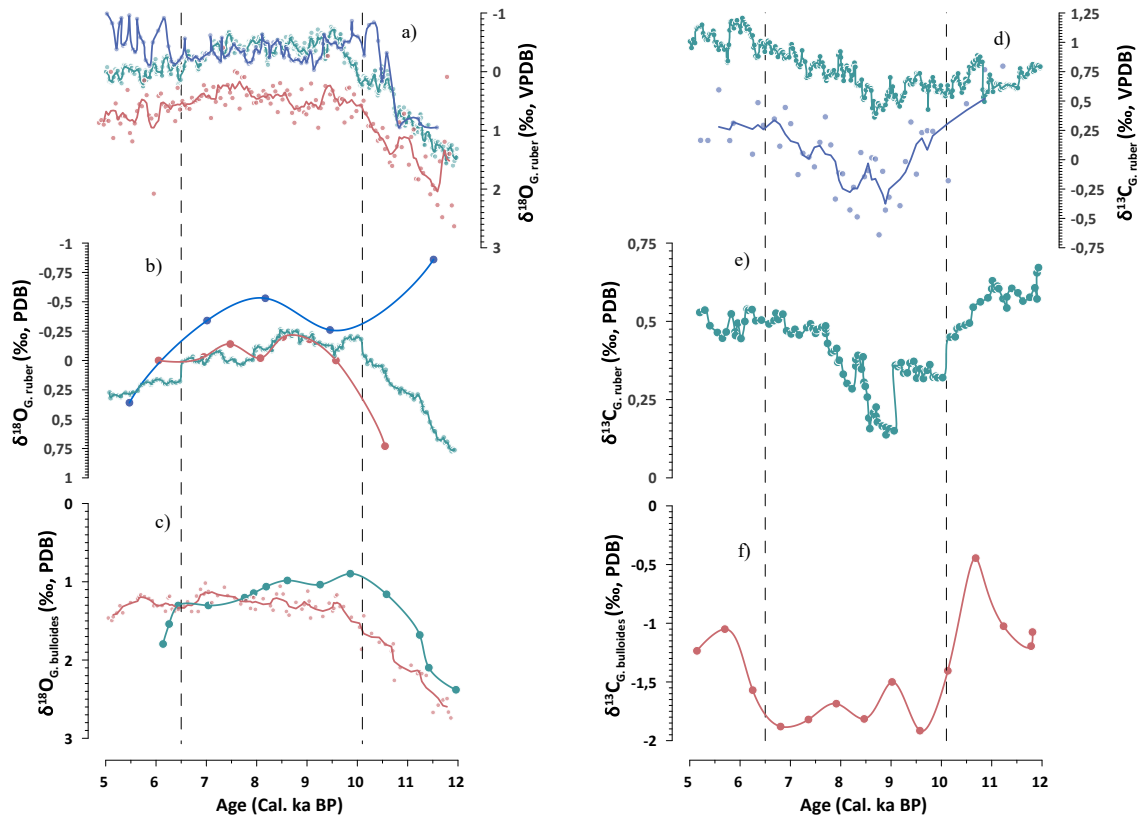 a)
-1
0
1
2
3
δ18OG. ruber (‰, VPDB)
b)
-1
-0,75
-0,5
-0,25
0
0,25
0,5
0,75
1
δ18OG. ruber (‰, PDB)
c)
0
1
2
3
δ18OG. bulloides (‰, PDB)
5 6 7 8 9 10 11 12
Age (Cal. ka BP)
d)
1,25
1
0,75
0,5
0,25
0
-0,25
-0,5
-0,75
δ13CG. ruber (‰, VPDB)
e)
0,75
0,5
0,25
0
δ13CG. ruber (‰, PDB)
f)
0
-0,5
-1
-1,5
-2
δ13CG. bulloides (‰, PDB)
5 6 7 8 9 10 11 12
Age (Cal. ka BP)